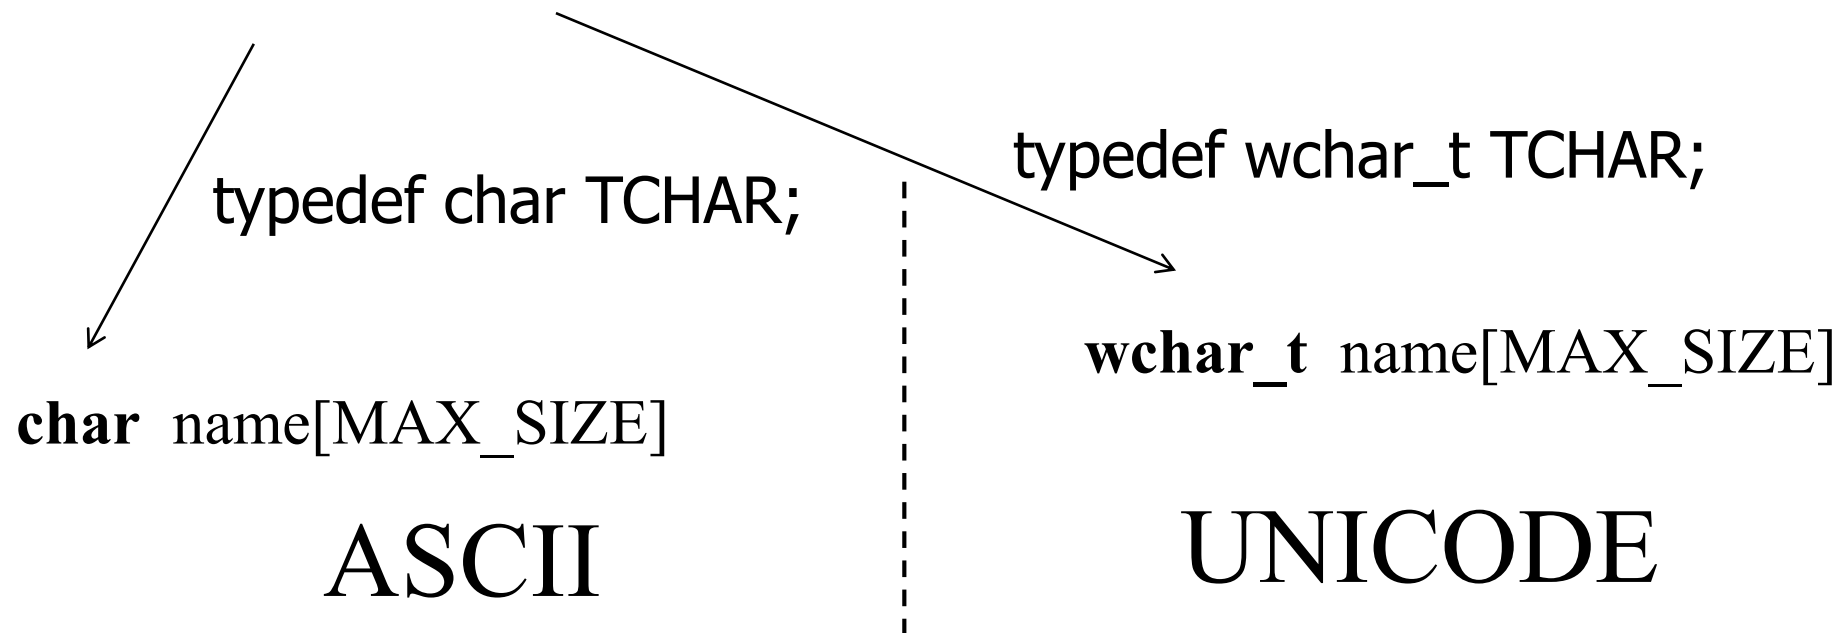 typedef char TCHAR;
char name[MAX_SIZE]
ASCII
typedef wchar_t TCHAR;
wchar_t name[MAX_SIZE]
UNICODE